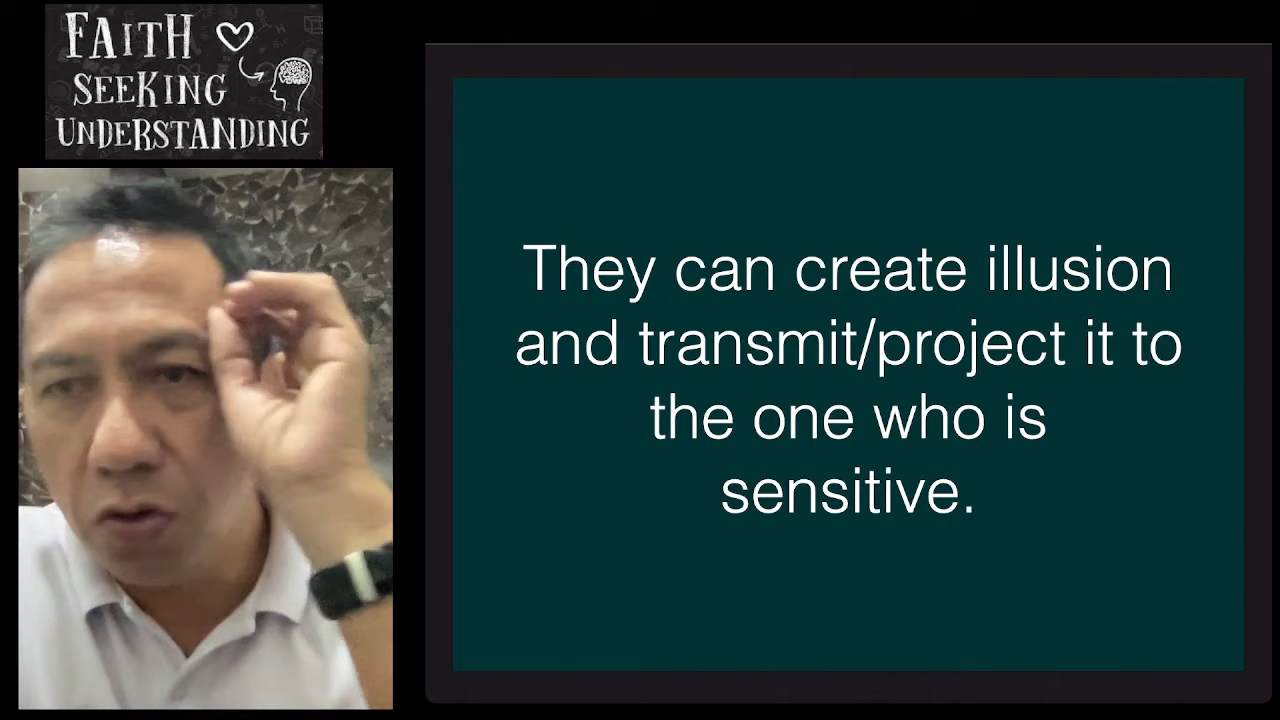 FAITH
SEEKING
UNDERSTANDING
They can create illusion
and transmit/project it to
the one who is
sensitive.